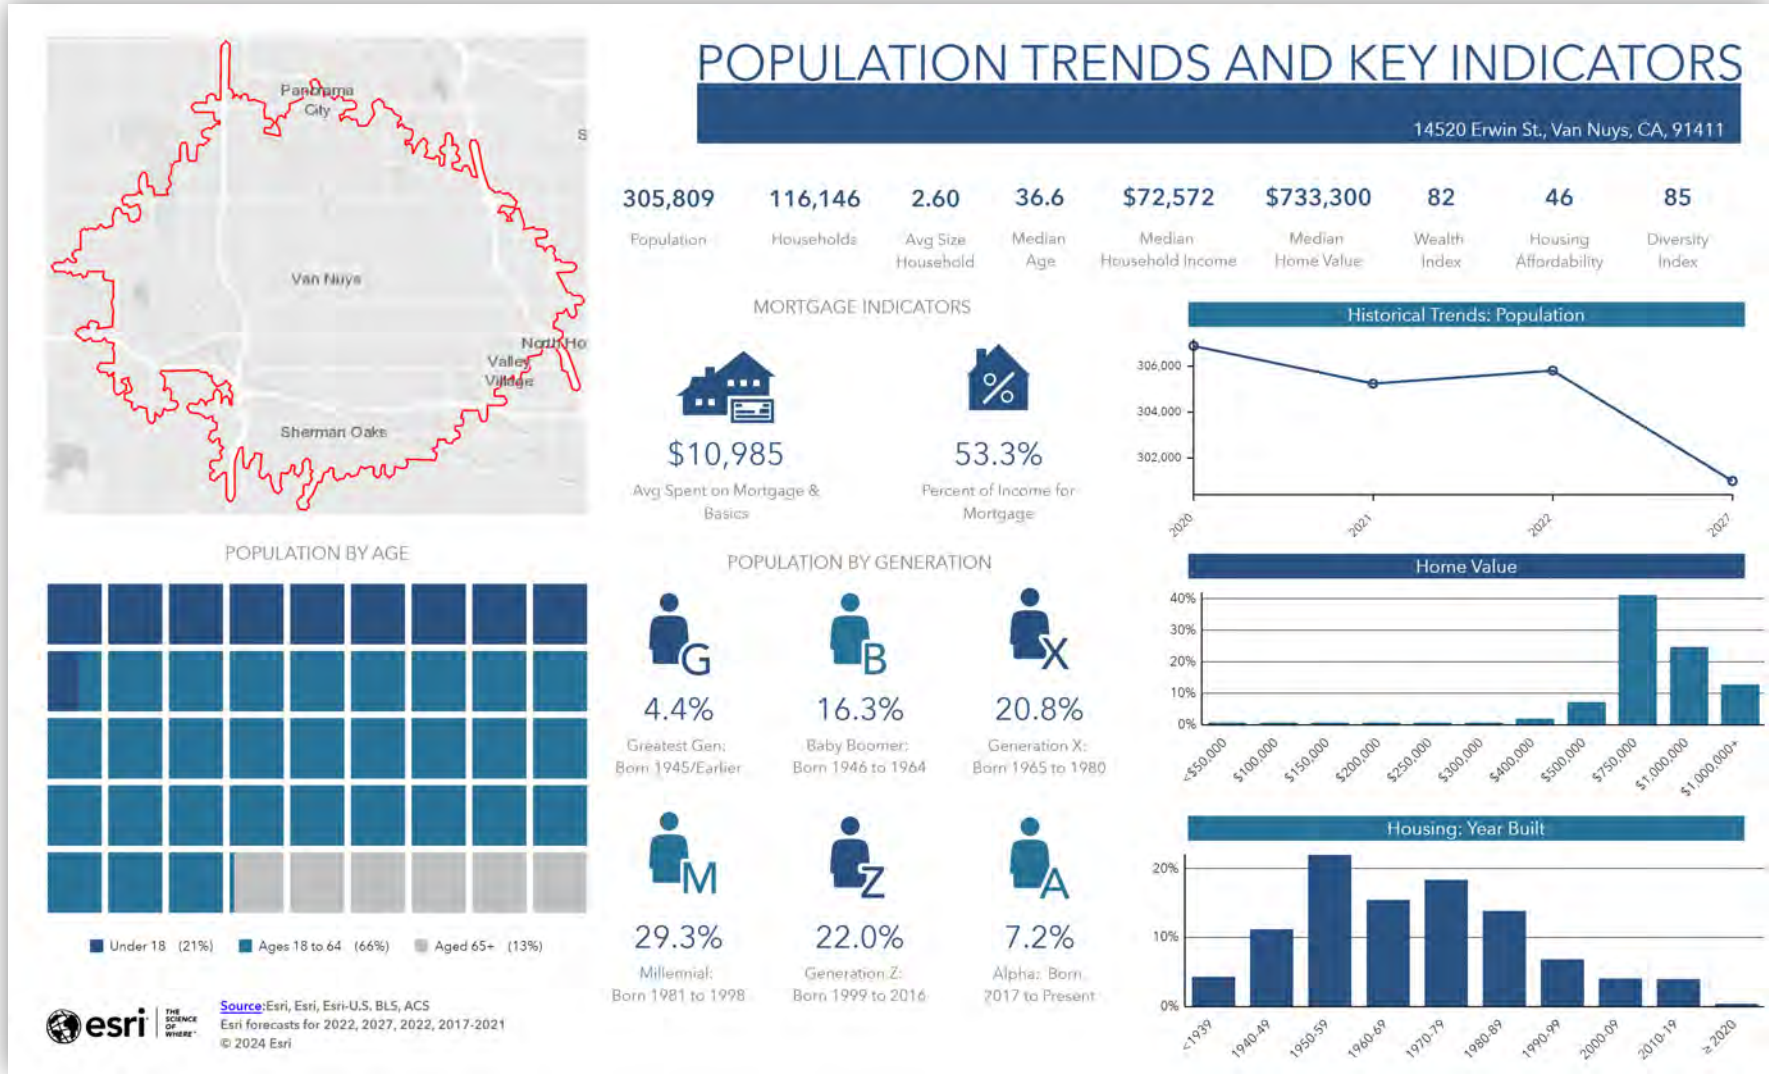 POPULATION TRENDS AND KEY INDICATORS
14520 Erwin St., Van Nuys, CA, 91411
Panorama
City
S
Van Nuys
North Ho
Valley
Village
Sherman Oaks
305,809
Population
116,146
Households
2.60
Avg Size
Household
36.6
Median
Age
$72,572
Median
Household Income
$733,300
Median
Home Value
82
Wealth
Index
46
Housing
Affordability
85
Diversity
Index
MORTGAGE INDICATORS
%
$10,985
Avg Spent on Mortgage &
Basics
53.3%
Percent of Income for
Mortgage
Historical Trends: Population
306,000
304,000
302,000
2020
2021
2022
2027
POPULATION BY AGE
Under 18 (21%)
Ages 18 to 64 (66%)
Aged 65+ (13%)
POPULATION BY GENERATION
G
4.4%
Greatest Gen:
Born 1945/Earlier
B
16.3%
Baby Boomer:
Born 1946 to 1964
X
20.8%
Generation X:
Born 1965 to 1980
M
29.3%
Millennial:
Born 1981 to 1998
Z
22.0%
Generation Z:
Born 1999 to 2016
A
7.2%
Alpha: Born
2017 to Present
Home Value
40%
30%
20%
10%
0%
<$50,000
$100,000
$150,000
$200,000
$250,000
$300,000
$400,000
$500,000
$750,000
$1,000,000
$1,000,000+
Housing: Year Built
20%
10%
0%
<1939
1940-49
1950-59
1960-69
1970-79
1980-89
1990-99
2000-09
2010-19
≥ 2020
esri
THE
SCIENCE
OF
WHERE
Source:Esri, Esri, Esri-U.S. BLS, ACS
Esri forecasts for 2022, 2027, 2022, 2017-2021
© 2024 Esri